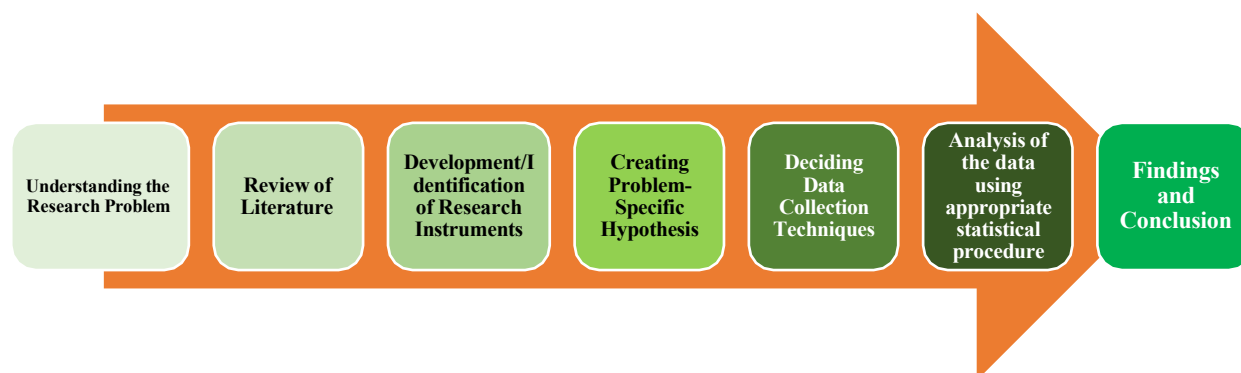 Understanding the
Research Problem
Review of
Literature
Development/I
dentification
of Research
Instruments
Creating
Problem-
Specific
Hypothesis
Deciding
Data
Collection
Techniques
Analysis of
the data
using
appropriate
statistical
procedure
Findings
and
Conclusion